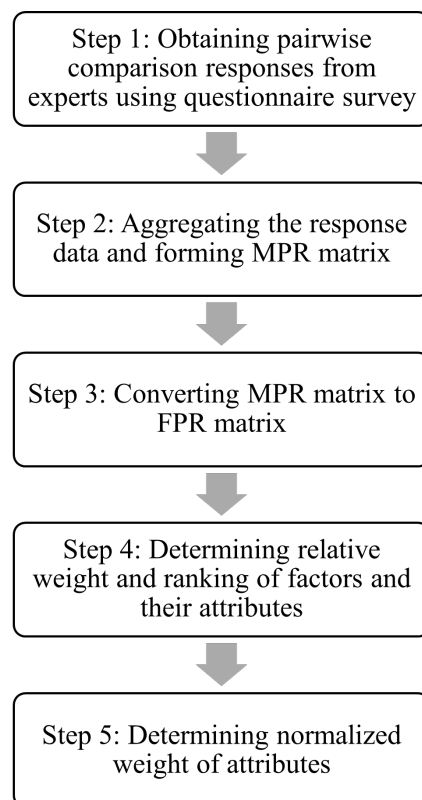 Step 1: Obtaining pairwise
comparison responses from
experts using questionnaire survey
Step 2: Aggregating the response
data and forming MPR matrix
Step 3: Converting MPR matrix to
FPR matrix
Step 4: Determining relative
weight and ranking of factors and
their attributes
Step 5: Determining normalized
weight of attributes